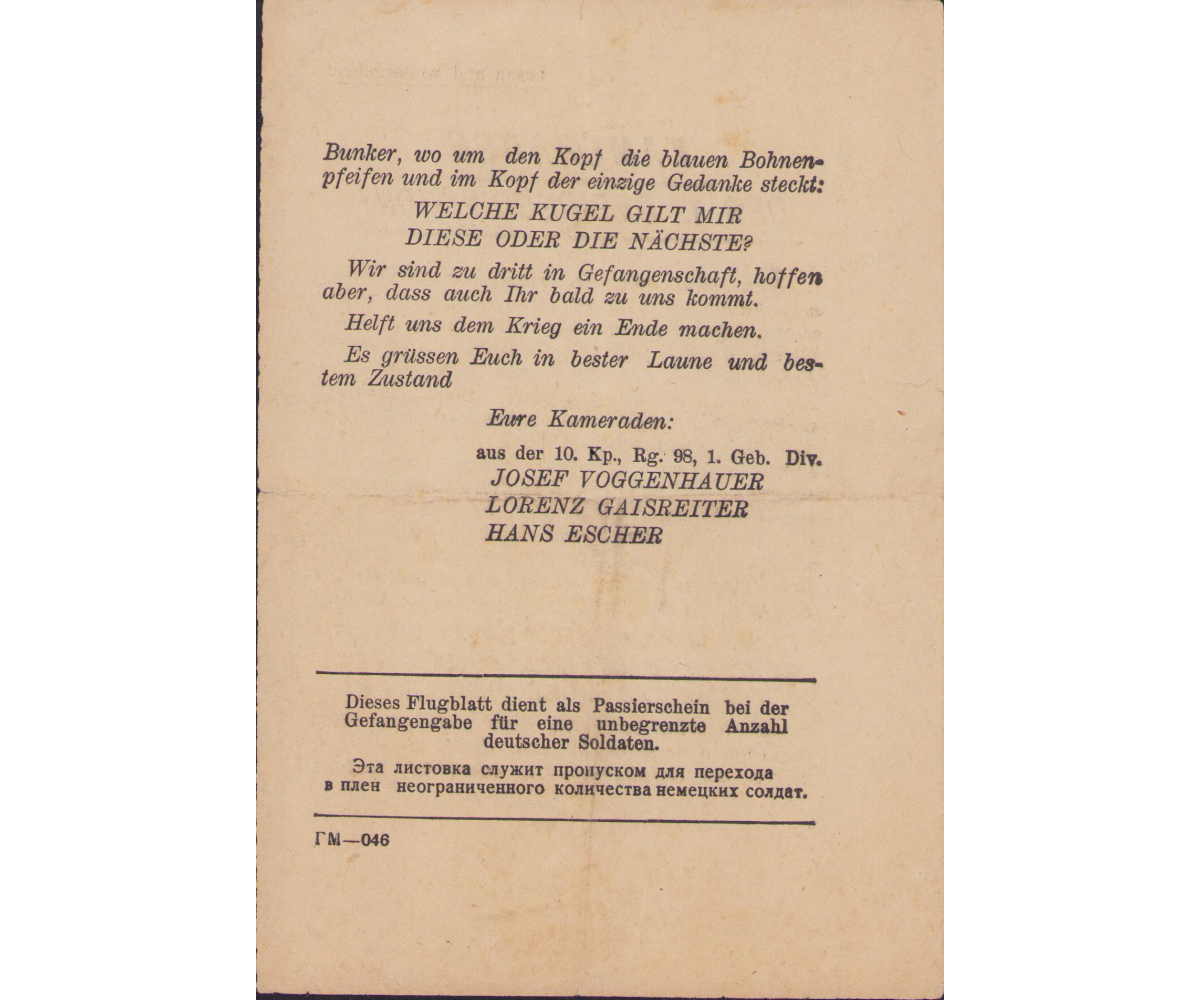 Bunker, wo um den Kopf die blauen Bohnen-
pfeifen und im Kopf der einzige Gedanke steckt:
WELCHE KUGEL GILT MIR
DIESE ODER DIE NÄCHSTE?
Wir sind zu dritt in Gefangenschaft, hoffen
aber, dass auch Ihr bald zu uns kommt.
Helft uns dem Krieg ein Ende machen.
Es grüssen Euch in bester Laune und bes-
tem Zustand
Eure Kameraden:
aus der 10. Kp., Rg. 98, 1. Geb. Div.
JOSEF VOGGENHAUER
LORENZ GAISREITER
HANS ESCHER
Dieses Flugblatt dient als Passierschein bei der
Gefangengabe für eine unbegrenzte Anzahl
deutscher Soldaten.
Эта листовка служит пропуском для перехода
в плен неограниченного количества немецких солдат.
ГМ—046